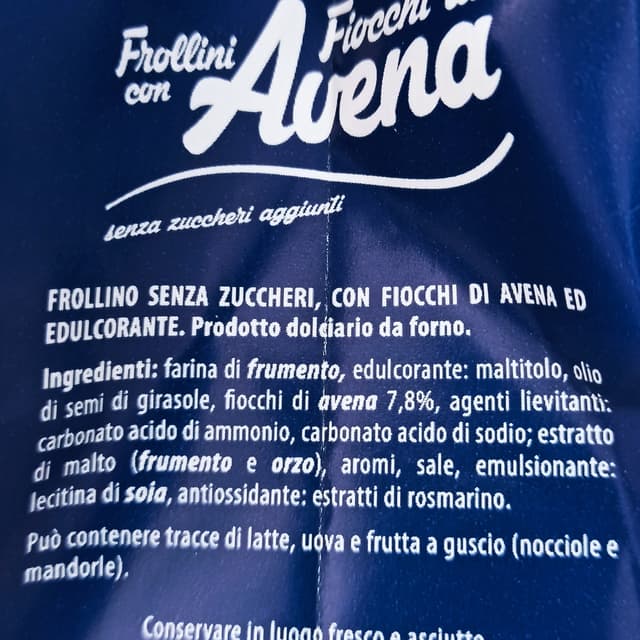 Frollini Fiocchi
con Avena
senza zuccheri aggiunti
FROLLINO SENZA ZUCCHERI, CON FIOCCHI DI AVENA ED
EDULCORANTE. Prodotto dolciario da forno.
Ingredienti: farina di frumento, edulcorante: maltitolo, olio
di semi di girasole, fiocchi di avena 7,8%, agenti lievitanti:
carbonato acido di ammonio, carbonato acido di sodio; estratto
di malto (frumento e orzo), aromi, sale, emulsionante:
lecitina di soia, antiossidante: estratti di rosmarino.
Può contenere tracce di latte, uova e frutta a guscio (nocciole e
mandorle).
Conservare in luogo fresco e asciutto